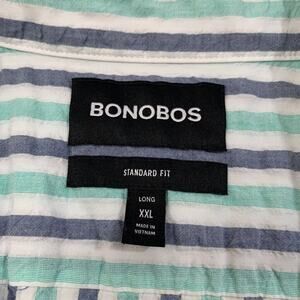 BONOBOS
STANDARD FIT
LONG
XXL
MADE IN
VIETNAM